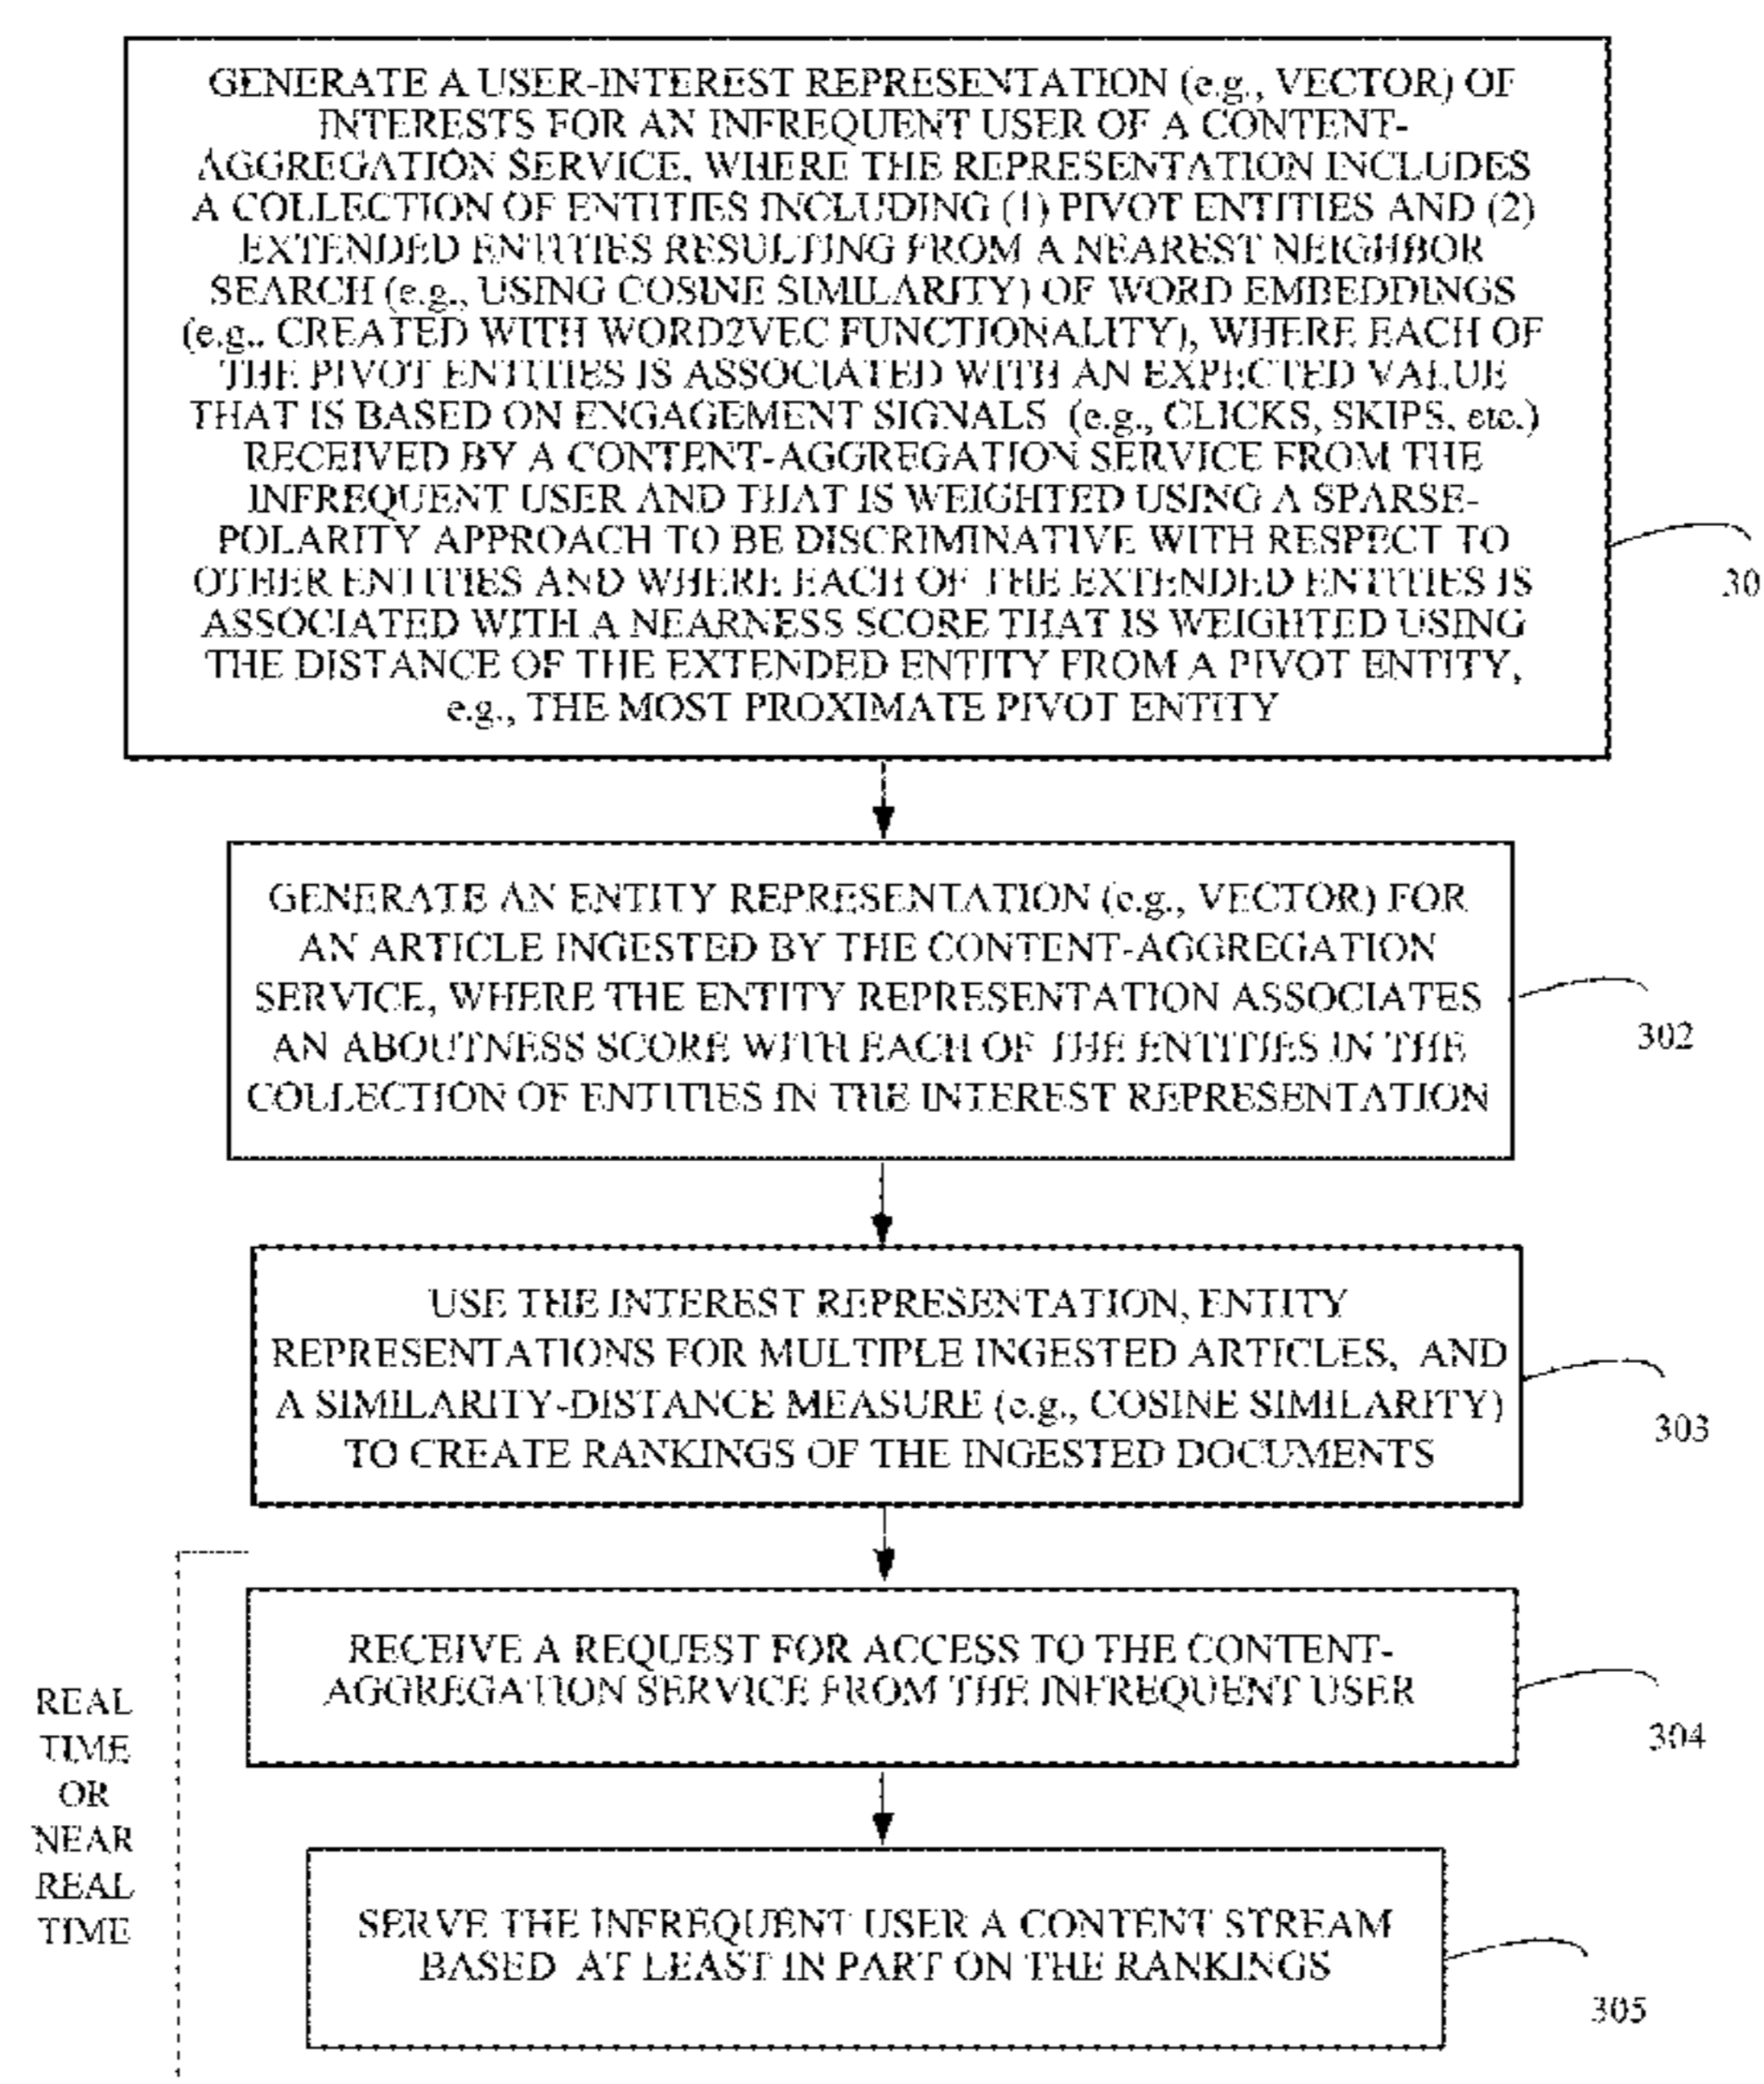 GENERATE A USER-INTEREST REPRESENTATION (e.g., VECTOR) OF
INTERESTS FOR AN INFREQUENT USER OF A CONTENT-
AGGREGATION SERVICE, WHERE THE REPRESENTATION INCLUDES
A COLLECTION OF ENTITIES INCLUDING (1) PIVOT ENTITIES AND (2)
EXTENDED ENTITIES RESULTING FROM A NEAREST NEIGHBOR
SEARCH (e.g., USING COSINE SIMILARITY) OF WORD EMBEDDINGS
(e.g., CREATED WITH WORD2VEC FUNCTIONALITY), WHERE EACH OF
THE PIVOT ENTITIES IS ASSOCIATED WITH AN EXPECTED VALUE
THAT IS BASED ON ENGAGEMENT SIGNALS (e.g., CLICKS, SKIPS, etc.)
RECEIVED BY A CONTENT-AGGREGATION SERVICE FROM THE
INFREQUENT USER AND THAT IS WEIGHTED USING A SPARSE-
POLARITY APPROACH TO BE DISCRIMINATIVE WITH RESPECT TO
OTHER ENTITIES AND WHERE EACH OF THE EXTENDED ENTITIES IS
ASSOCIATED WITH A NEARNESS SCORE THAT IS WEIGHTED USING
THE DISTANCE OF THE EXTENDED ENTITY FROM A PIVOT ENTITY,
e.g., THE MOST PROXIMATE PIVOT ENTITY
30
GENERATE AN ENTITY REPRESENTATION (e.g., VECTOR) FOR
AN ARTICLE INGESTED BY THE CONTENT-AGGREGATION
SERVICE, WHERE THE ENTITY REPRESENTATION ASSOCIATES
AN ABOUTNESS SCORE WITH EACH OF THE ENTITIES IN THE
COLLECTION OF ENTITIES IN THE INTEREST REPRESENTATION
302
USE THE INTEREST REPRESENTATION, ENTITY
REPRESENTATIONS FOR MULTIPLE INGESTED ARTICLES, AND
A SIMILARITY-DISTANCE MEASURE (e.g., COSINE SIMILARITY)
TO CREATE RANKINGS OF THE INGESTED DOCUMENTS
303
RECEIVE A REQUEST FOR ACCESS TO THE CONTENT-
AGGREGATION SERVICE FROM THE INFREQUENT USER
304
REAL
TIME
OR
NEAR
REAL
TIME
SERVE THE INFREQUENT USER A CONTENT STREAM
BASED AT LEAST IN PART ON THE RANKINGS
305